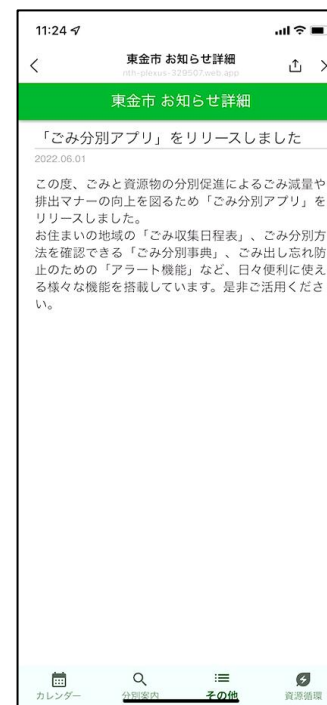 11:24
東金市 お知らせ詳細
nth-plexus-329507.web.app
東金市 お知らせ詳細
「ごみ分別アプリ」をリリースしました
2022.06.01
この度、ごみと資源物の分別促進によるごみ減量や
排出マナーの向上を図るため「ごみ分別アプリ」を
リリースしました。
お住まいの地域の「ごみ収集日程表」、ごみ分別方
法を確認できる「ごみ分別事典」、ごみ出し忘れ防
止のための「アラート機能」など、日々便利に使え
る様々な機能を搭載しています。是非ご活用くださ
い。
カレンダー 分別案内 その他 資源循環